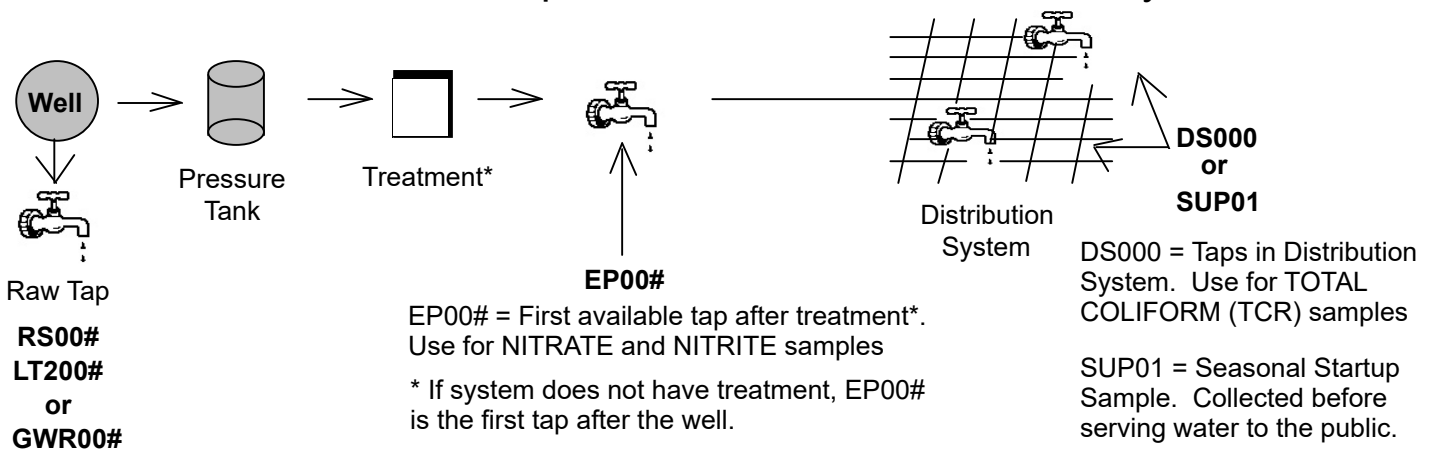 Well
Pressure
Tank
Treatment*
Raw Tap
RS00#
LT200#
or
GWR00#
EP00#
EP00# = First available tap after treatment*.
Use for NITRATE and NITRITE samples
* If system does not have treatment, EP00#
is the first tap after the well.
Distribution
System
DS000
or
SUP01
DS000 = Taps in Distribution
System. Use for TOTAL
COLIFORM (TCR) samples
SUP01 = Seasonal Startup
Sample. Collected before
serving water to the public.